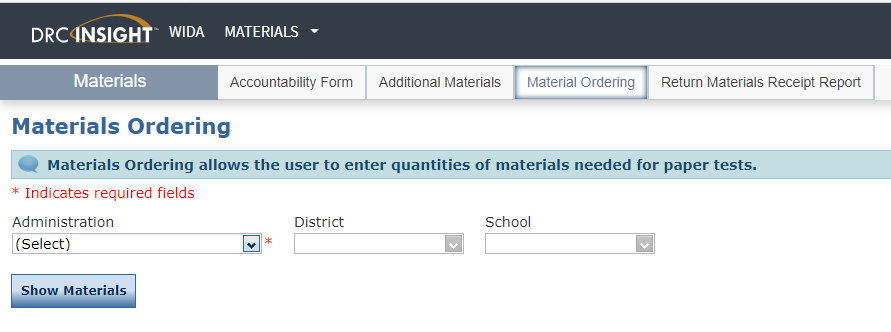 DRC INSIGHT™ WIDA MATERIALS
Materials Accountability Form Additional Materials Material Ordering Return Materials Receipt Report
Materials Ordering
Materials Ordering allows the user to enter quantities of materials needed for paper tests.
* Indicates required fields
Administration District School
(Select) *
Show Materials